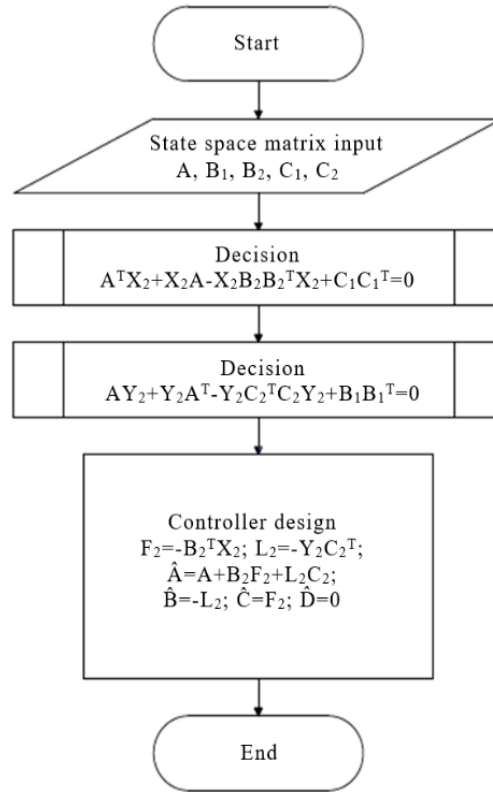 Start
State space matrix input
A, B₁, B₂, C₁, C₂
Decision
AᵀX₂+X₂A-X₂B₂B₂ᵀX₂+C₁C₁ᵀ=0
Decision
AY₂+Y₂Aᵀ-Y₂C₂ᵀC₂Y₂+B₁B₁ᵀ=0
Controller design
F₂=-B₂ᵀX₂; L₂=-Y₂C₂ᵀ;
Â=A+B₂F₂+L₂C₂;
B̂=-L₂; Ĉ=F₂; D̂=0
End